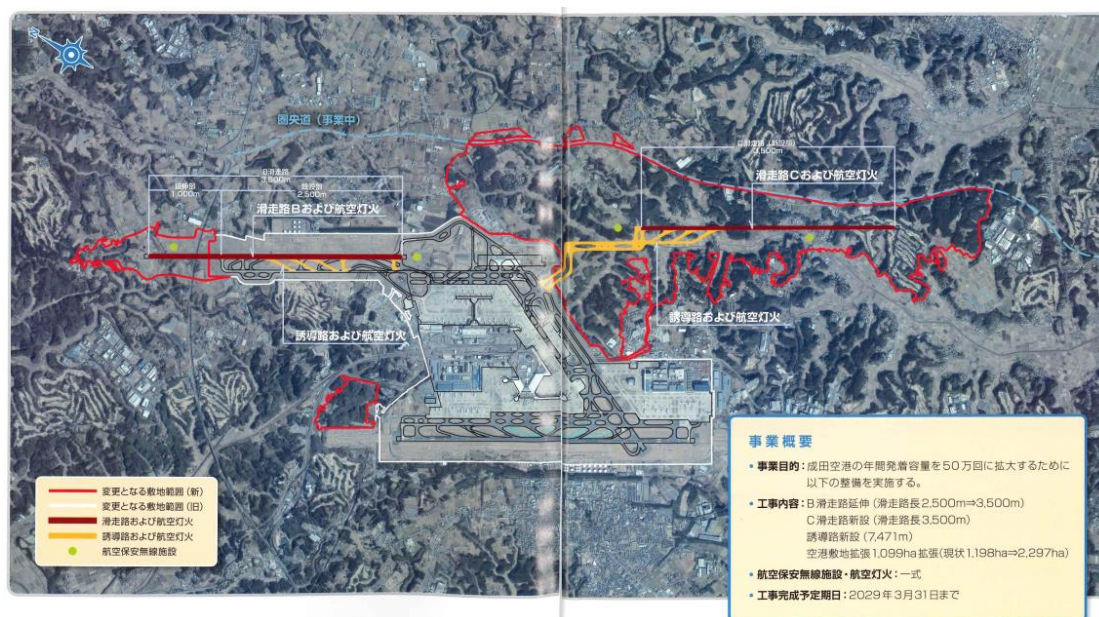 北
圏央道（事業中）
B滑走路
3,500m
延伸部
1,000m
既設部
2,500m
滑走路Bおよび航空灯火
誘導路および航空灯火
C滑走路（新設部）
3,500m
滑走路Cおよび航空灯火
誘導路および航空灯火
変更となる敷地範囲（新）
変更となる敷地範囲（旧）
滑走路および航空灯火
誘導路および航空灯火
航空保安無線施設
事業概要
・事業目的：成田空港の年間発着容量を50万回に拡大するために
以下の整備を実施する。
・工事内容：B滑走路延伸（滑走路長2,500m⇒3,500m）
C滑走路新設（滑走路長3,500m）
誘導路新設（7,471m）
空港敷地拡張1,099ha拡張（現状1,198ha⇒2,297ha）
・航空保安無線施設・航空灯火：一式
・工事完成予定期日：2029年3月31日まで